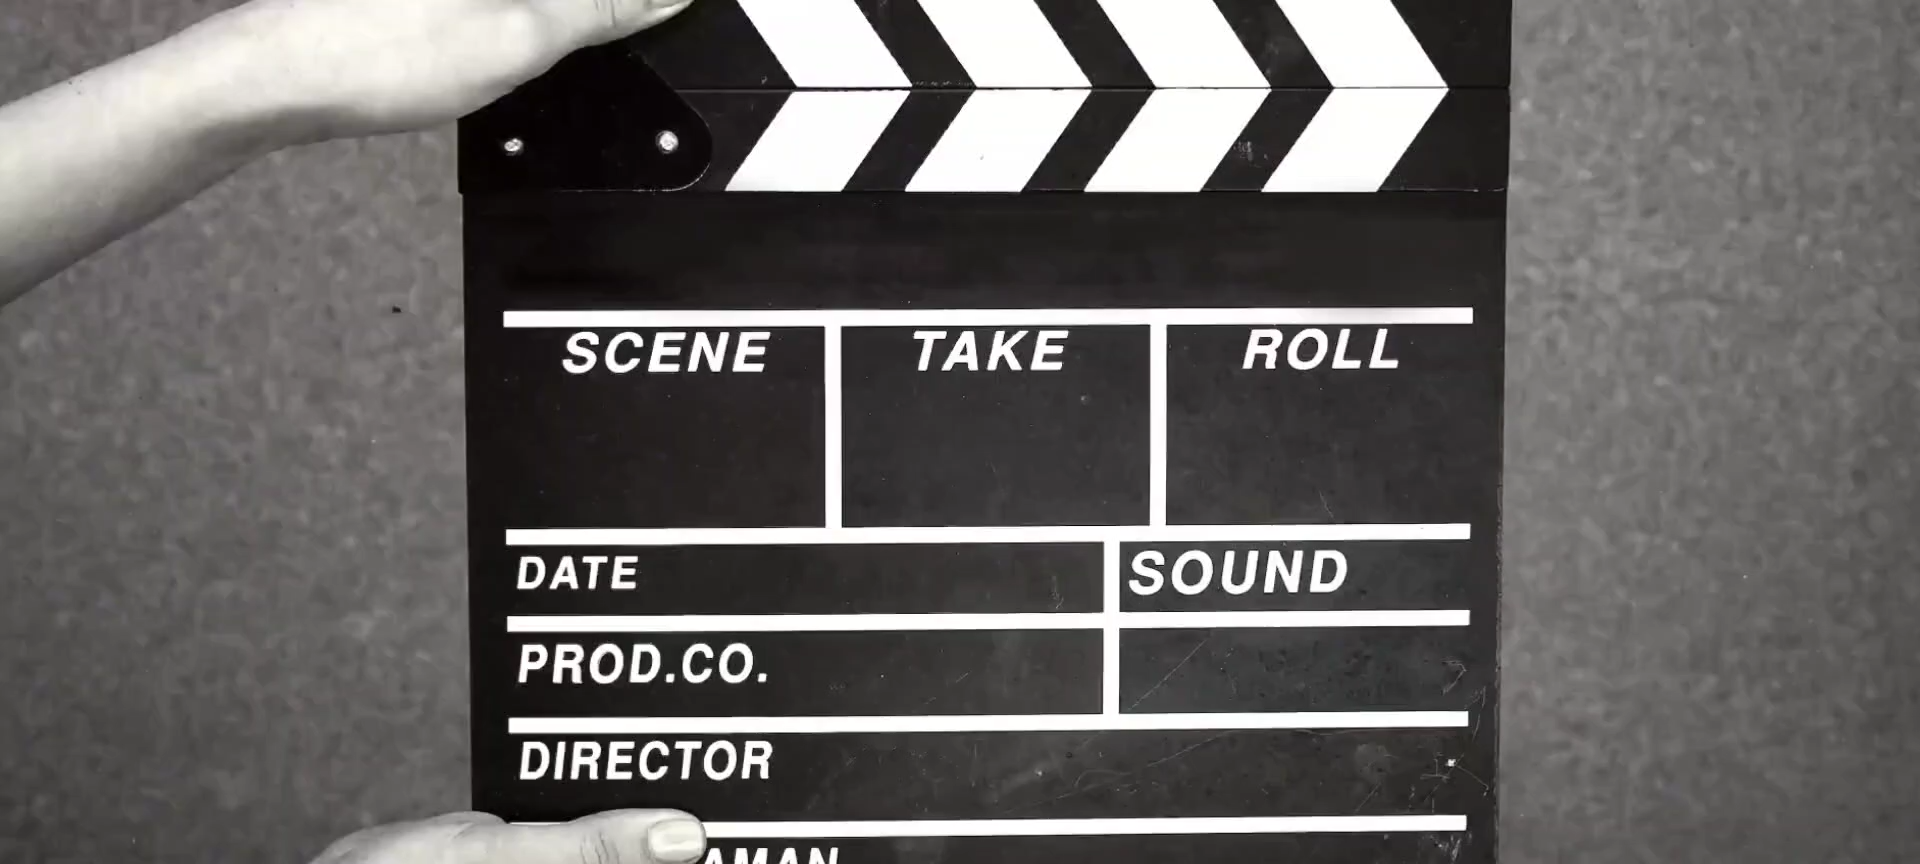 SCENE TAKE ROLL
DATE SOUND
PROD.CO.
DIRECTOR